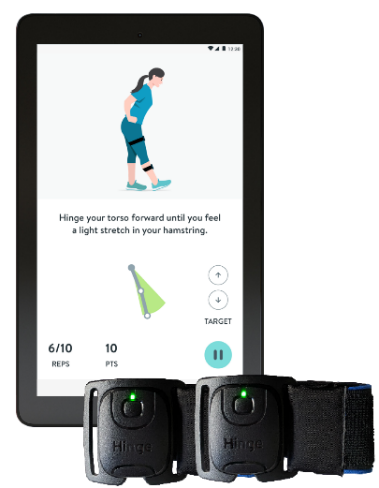 12:30
Hinge your torso forward until you feel
a light stretch in your hamstring.
TARGET
6/10
10
REPS
PTS
Hinge
Hinge